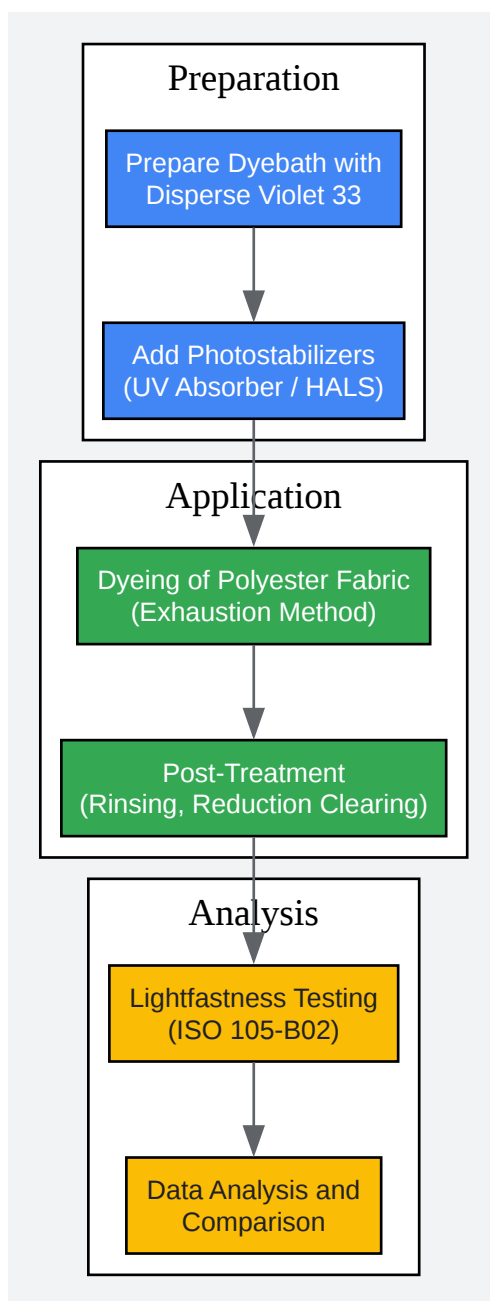 Preparation
Prepare Dyebath with
Disperse Violet 33
Add Photostabilizers
(UV Absorber / HALS)
Application
Dyeing of Polyester Fabric
(Exhaustion Method)
Post-Treatment
(Rinsing, Reduction Clearing)
Analysis
Lightfastness Testing
(ISO 105-B02)
Data Analysis and
Comparison